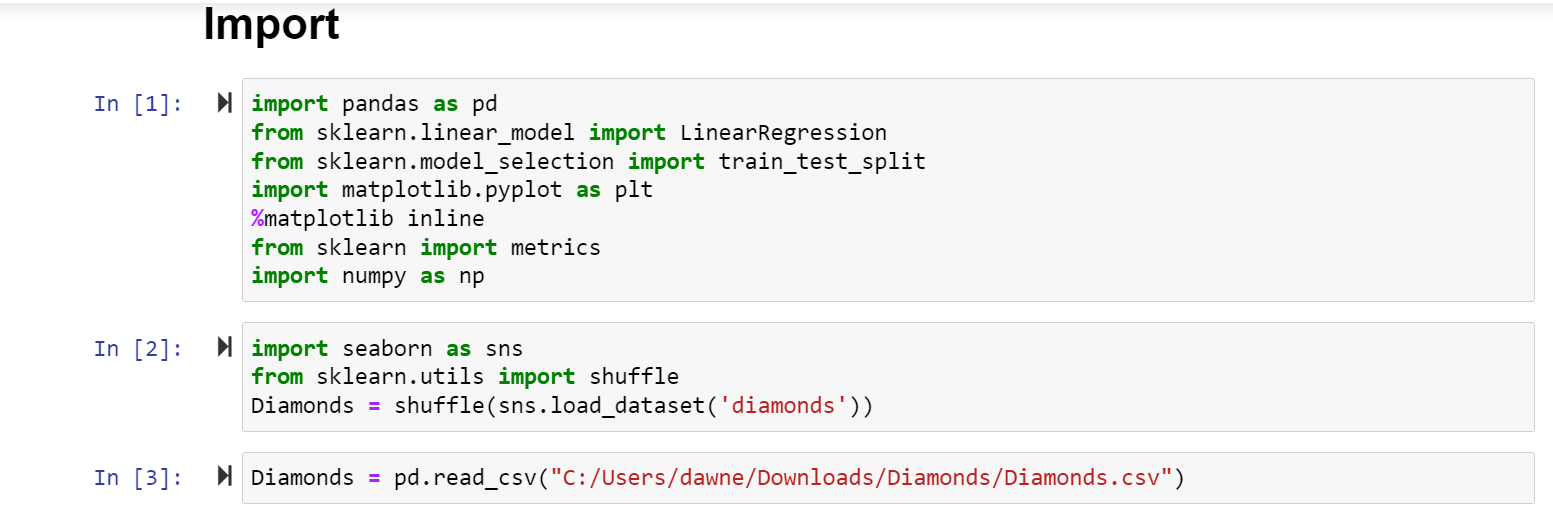 Import
In [1]:
import pandas as pd
from sklearn.linear_model import LinearRegression
from sklearn.model_selection import train_test_split
import matplotlib.pyplot as plt
%matplotlib inline
from sklearn import metrics
import numpy as np
In [2]:
import seaborn as sns
from sklearn.utils import shuffle
Diamonds = shuffle(sns.load_dataset('diamonds'))
In [3]:
Diamonds = pd.read_csv("C:/Users/dawne/Downloads/Diamonds/Diamonds.csv")